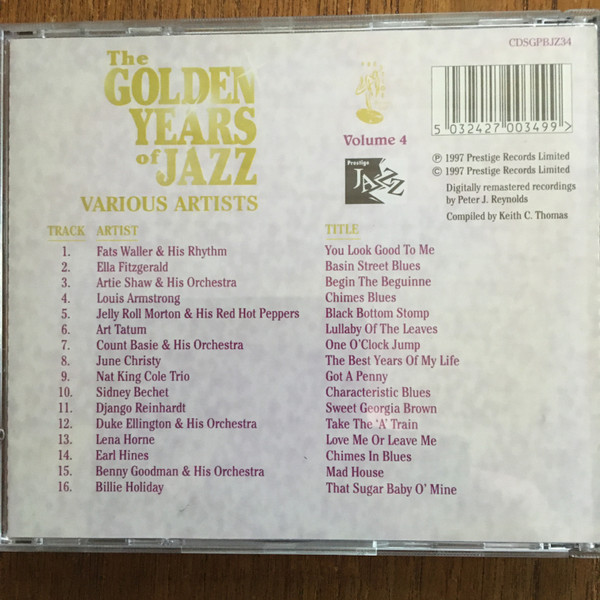 The
GOLDEN
YEARS
of JAZZ
VARIOUS ARTISTS
Volume 4
Prestige
JAZZ
CDSGPBJZ34
5 032427 003499 >
℗ 1997 Prestige Records Limited
© 1997 Prestige Records Limited
Digitally remastered recordings
by Peter J. Reynolds
Compiled by Keith C. Thomas
TRACK ARTIST TITLE
1. Fats Waller & His Rhythm You Look Good To Me
2. Ella Fitzgerald Basin Street Blues
3. Artie Shaw & His Orchestra Begin The Beguinne
4. Louis Armstrong Chimes Blues
5. Jelly Roll Morton & His Red Hot Peppers Black Bottom Stomp
6. Art Tatum Lullaby Of The Leaves
7. Count Basie & His Orchestra One O'Clock Jump
8. June Christy The Best Years Of My Life
9. Nat King Cole Trio Got A Penny
10. Sidney Bechet Characteristic Blues
11. Django Reinhardt Sweet Georgia Brown
12. Duke Ellington & His Orchestra Take The 'A' Train
13. Lena Horne Love Me Or Leave Me
14. Earl Hines Chimes In Blues
15. Benny Goodman & His Orchestra Mad House
16. Billie Holiday That Sugar Baby O' Mine